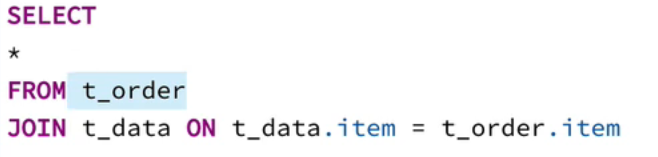 SELECT
*
FROM t_order
JOIN t_data ON t_data.item = t_order.item